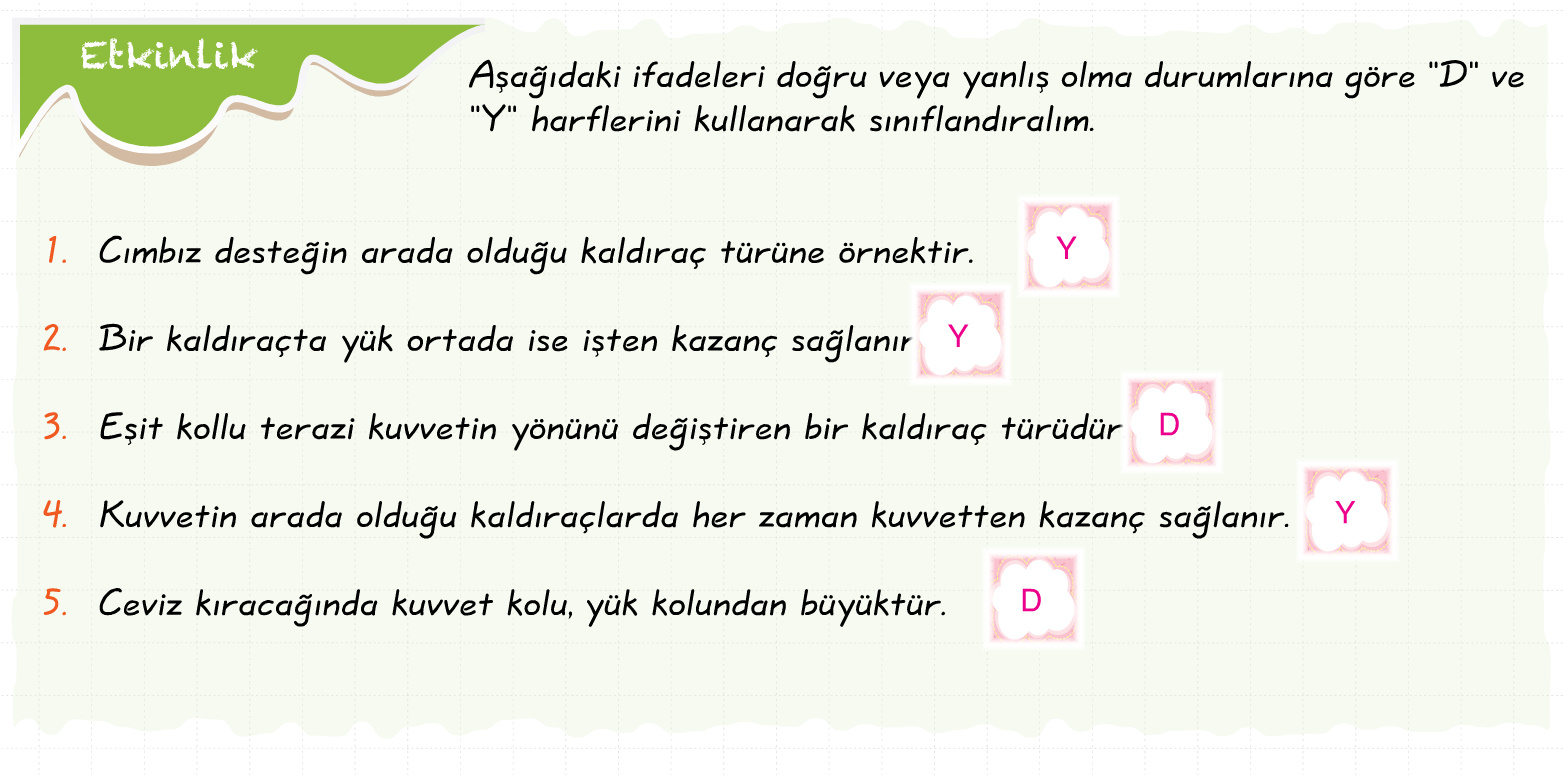 Etkinlik
Aşağıdaki ifadeleri doğru veya yanlış olma durumlarına göre "D" ve
"Y" harflerini kullanarak sınıflandıralım.
1. Cımbız desteğin arada olduğu kaldıraç türüne örnektir. Y
2. Bir kaldıraçta yük ortada ise işten kazanç sağlanır Y
3. Eşit kollu terazi kuvvetin yönünü değiştiren bir kaldıraç türüdür D
4. Kuvvetin arada olduğu kaldıraçlarda her zaman kuvvetten kazanç sağlanır. Y
5. Ceviz kıracağında kuvvet kolu, yük kolundan büyüktür. D